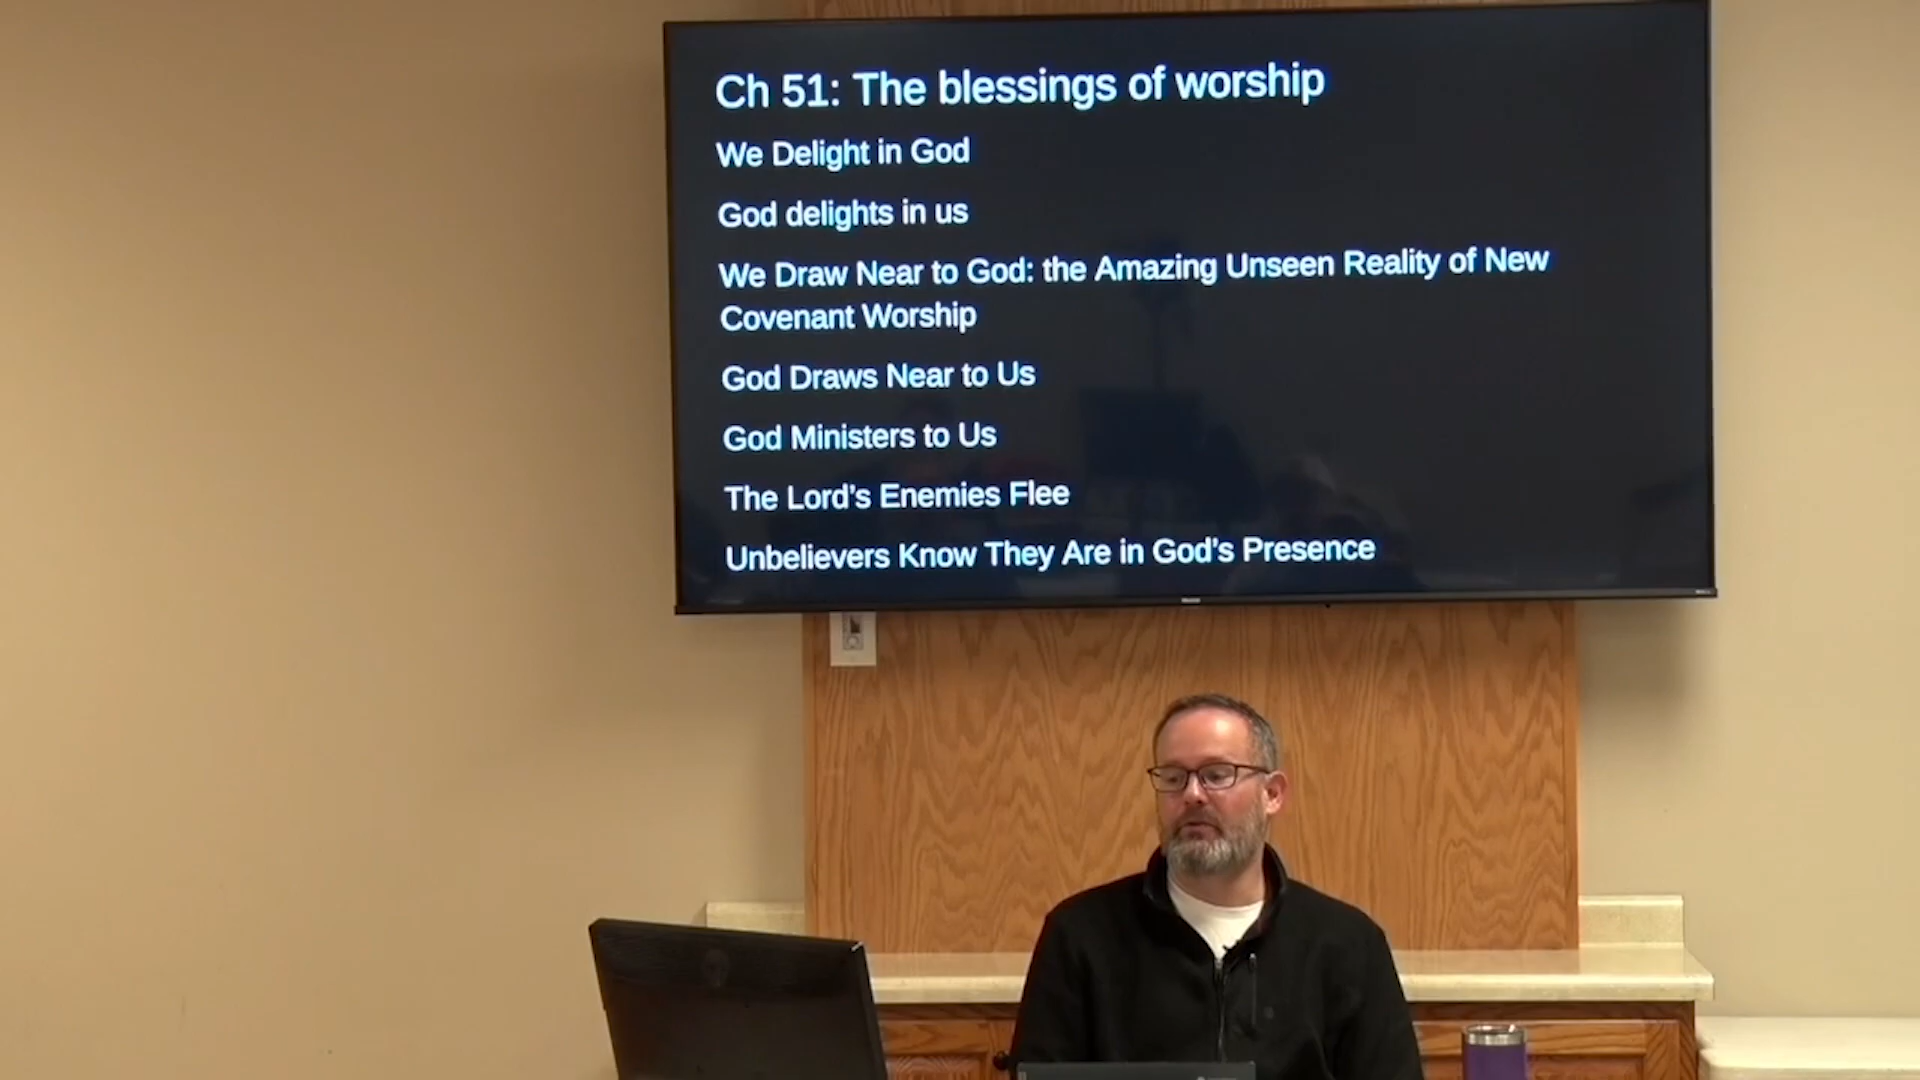 Ch 51: The blessings of worship
We Delight in God
God delights in us
We Draw Near to God: the Amazing Unseen Reality of New
Covenant Worship
God Draws Near to Us
God Ministers to Us
The Lord's Enemies Flee
Unbelievers Know They Are in God's Presence